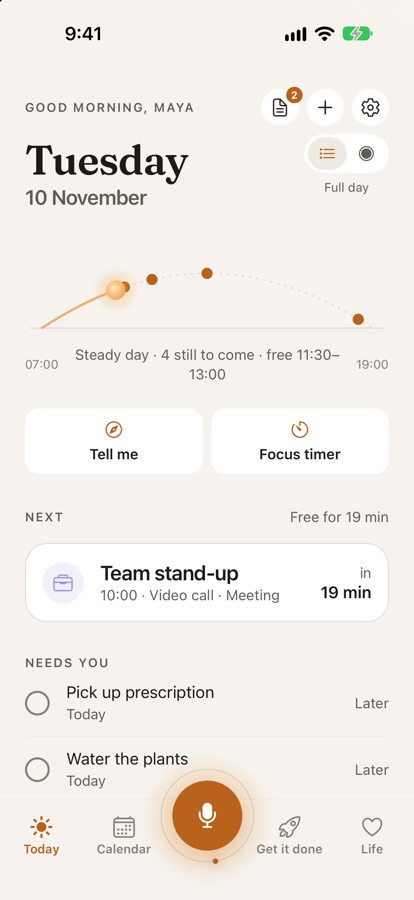 9:41
GOOD MORNING, MAYA
2
Tuesday
10 November
Full day
07:00
Steady day · 4 still to come · free 11:30–
13:00
19:00
Tell me
Focus timer
NEXT
Free for 19 min
Team stand-up
10:00 · Video call · Meeting
in
19 min
NEEDS YOU
Pick up prescription
Today
Later
Water the plants
Today
Later
Today
Calendar
Get it done
Life